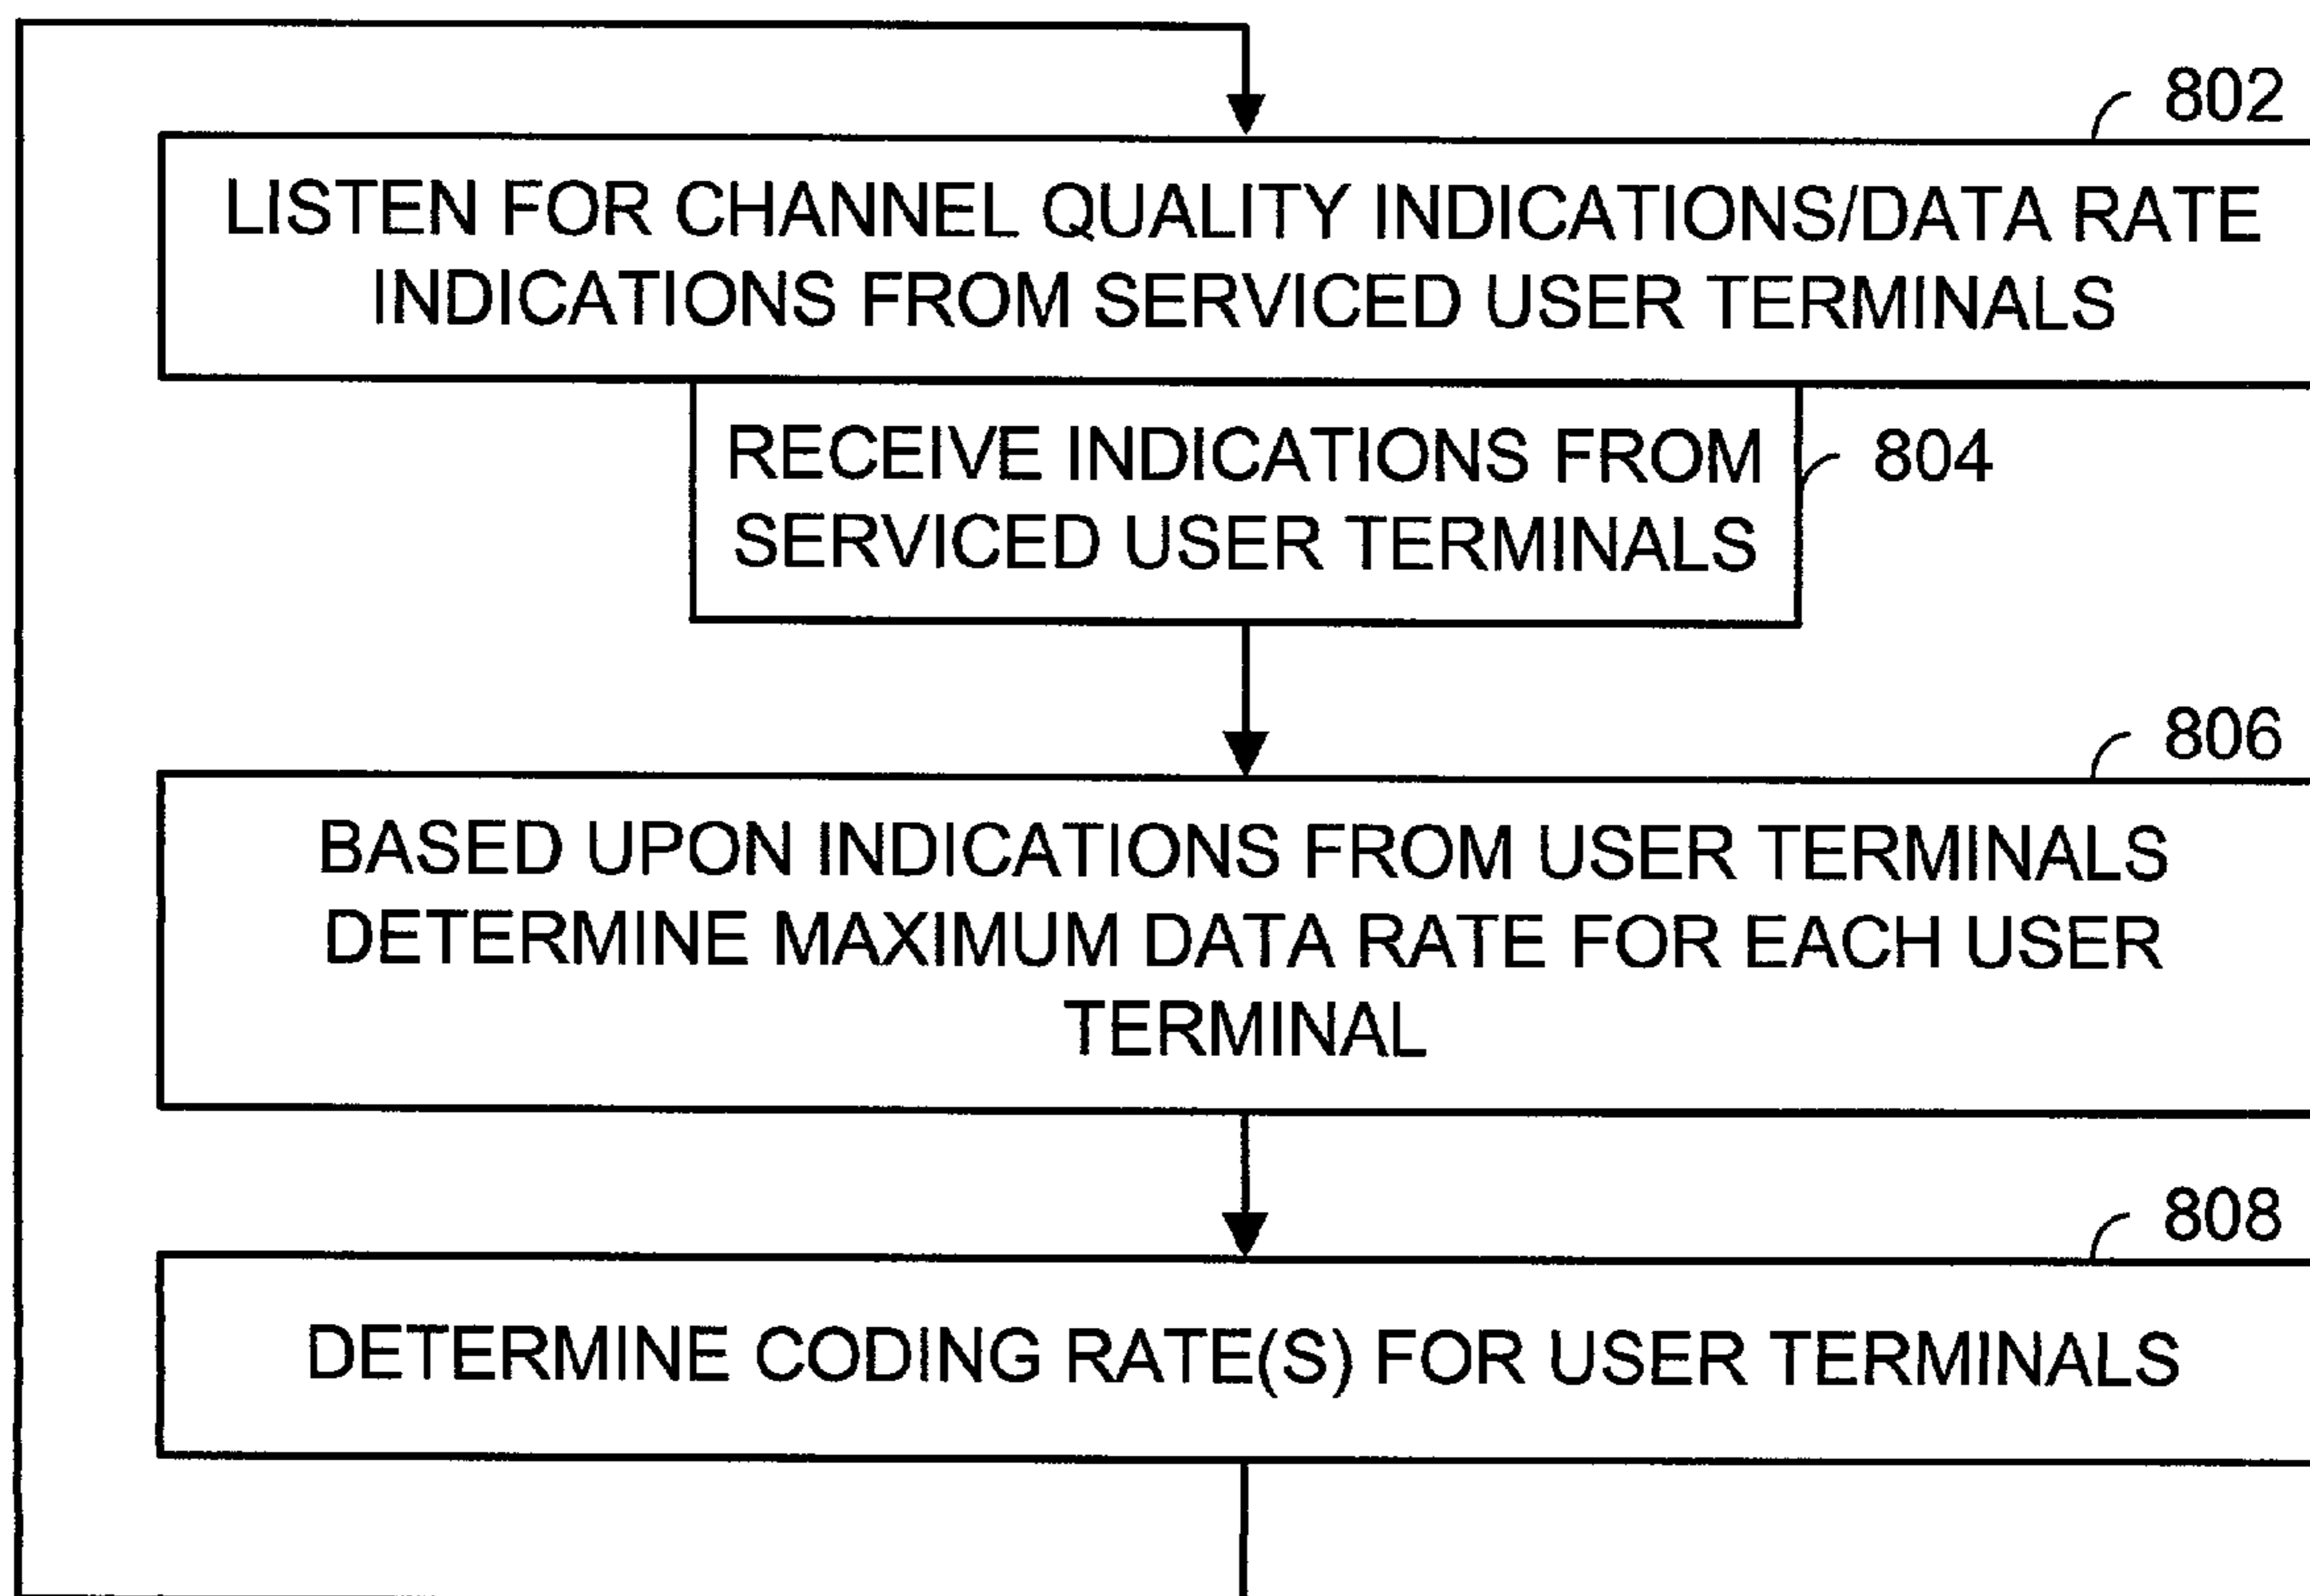 802
LISTEN FOR CHANNEL QUALITY INDICATIONS/DATA RATE
INDICATIONS FROM SERVICED USER TERMINALS
RECEIVE INDICATIONS FROM
SERVICED USER TERMINALS
804
806
BASED UPON INDICATIONS FROM USER TERMINALS
DETERMINE MAXIMUM DATA RATE FOR EACH USER
TERMINAL
808
DETERMINE CODING RATE(S) FOR USER TERMINALS